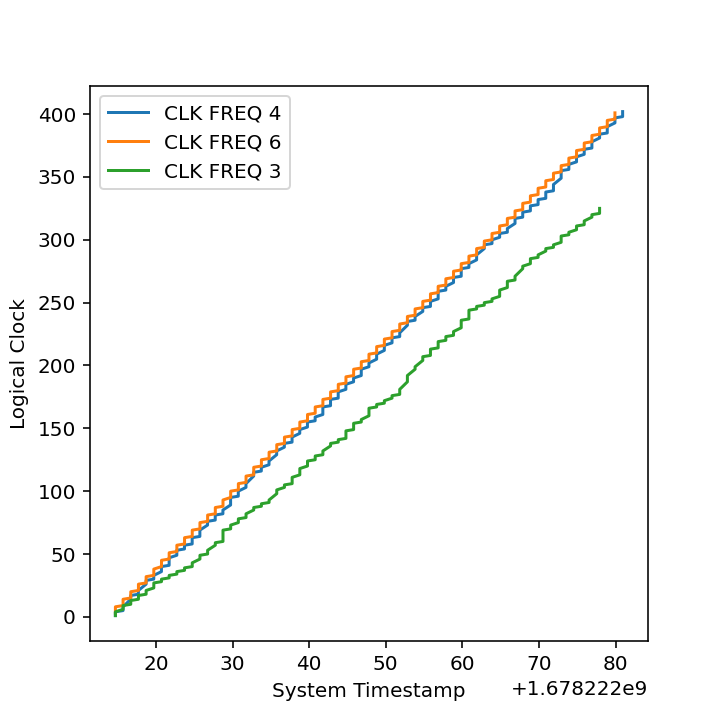 CLK FREQ 4
CLK FREQ 6
CLK FREQ 3
400
350
300
250
200
150
100
50
0
Logical Clock
20 30 40 50 60 70 80
System Timestamp
+1.678222e9